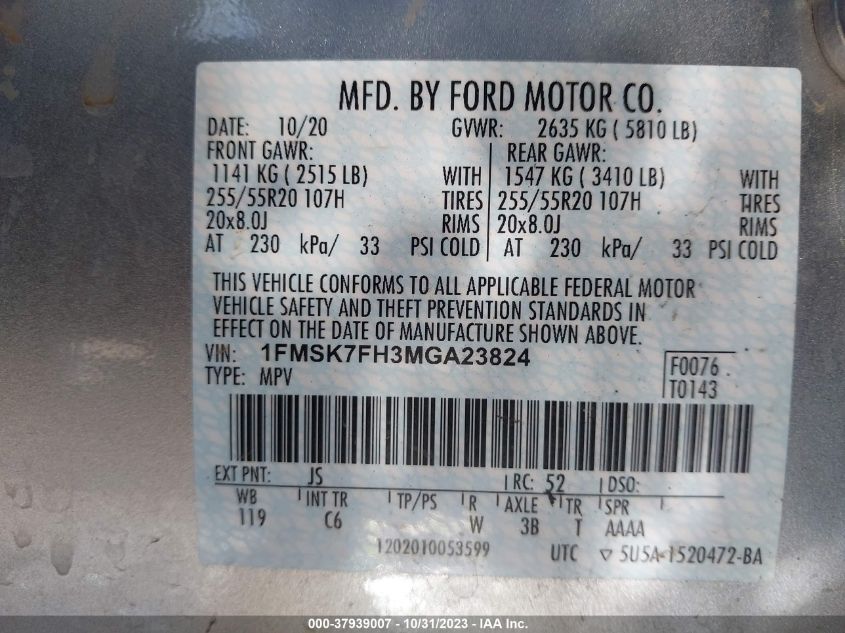 MFD. BY FORD MOTOR CO.
DATE: 10/20 GVWR: 2635 KG ( 5810 LB)
FRONT GAWR: REAR GAWR:
1141 KG ( 2515 LB) WITH 1547 KG ( 3410 LB) WITH
255/55R20 107H TIRES 255/55R20 107H TIRES
20x8.0J RIMS 20x8.0J RIMS
AT 230 kPa/ 33 PSI COLD AT 230 kPa/ 33 PSI COLD
THIS VEHICLE CONFORMS TO ALL APPLICABLE FEDERAL MOTOR
VEHICLE SAFETY AND THEFT PREVENTION STANDARDS IN
EFFECT ON THE DATE OF MANUFACTURE SHOWN ABOVE.
VIN: 1FMSK7FH3MGA23824
TYPE: MPV
F0076
T0143
EXT PNT: JS RC: 52 DSO:
WB INT TR TP/PS R AXLE TR SPR
119 C6 W 3B T AAAA
1202010053599 UTC ▽ 5U5A-1520472-BA
000-37939007 - 10/31/2023 - IAA Inc.